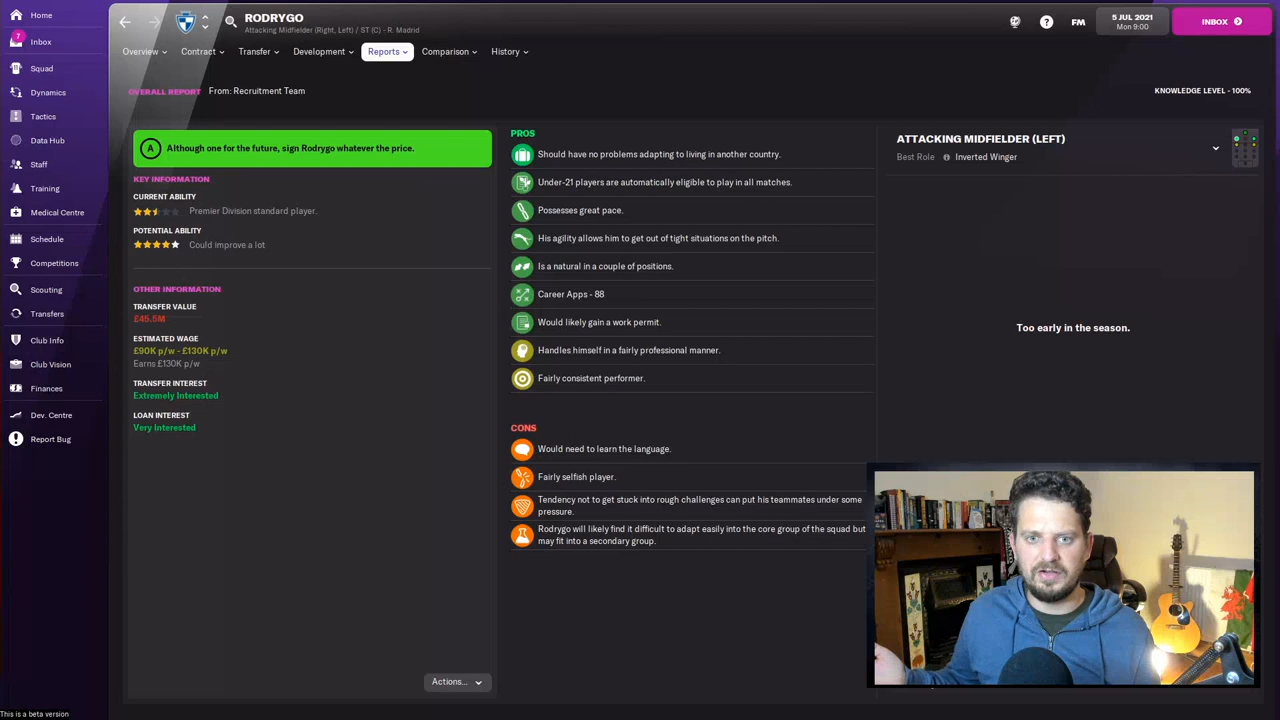 Home
7
Inbox
Squad
Dynamics
Tactics
Data Hub
Staff
Training
Medical Centre
Schedule
Competitions
Scouting
Transfers
Club Info
Club Vision
Finances
Dev. Centre
Report Bug
This is a beta version
RODRYGO
Attacking Midfielder (Right, Left) / ST (C) - R. Madrid
?
FM
5 JUL 2021
Mon 9:00
INBOX
Overview
Contract
Transfer
Development
Reports
Comparison
History
OVERALL REPORT
From: Recruitment Team
KNOWLEDGE LEVEL - 100%
A
Although one for the future, sign Rodrygo whatever the price.
KEY INFORMATION
CURRENT ABILITY
Premier Division standard player.
POTENTIAL ABILITY
Could improve a lot
OTHER INFORMATION
TRANSFER VALUE
£45.5M
ESTIMATED WAGE
£90K p/w - £130K p/w
Earns £130K p/w
TRANSFER INTEREST
Extremely Interested
LOAN INTEREST
Very Interested
Actions...
PROS
Should have no problems adapting to living in another country.
Under-21 players are automatically eligible to play in all matches.
Possesses great pace.
His agility allows him to get out of tight situations on the pitch.
Is a natural in a couple of positions.
Career Apps - 88
Would likely gain a work permit.
Handles himself in a fairly professional manner.
Fairly consistent performer.
CONS
Would need to learn the language.
Fairly selfish player.
Tendency not to get stuck into rough challenges can put his teammates under some
pressure.
Rodrygo will likely find it difficult to adapt easily into the core group of the squad but
may fit into a secondary group.
ATTACKING MIDFIELDER (LEFT)
Best Role
Inverted Winger
Too early in the season.